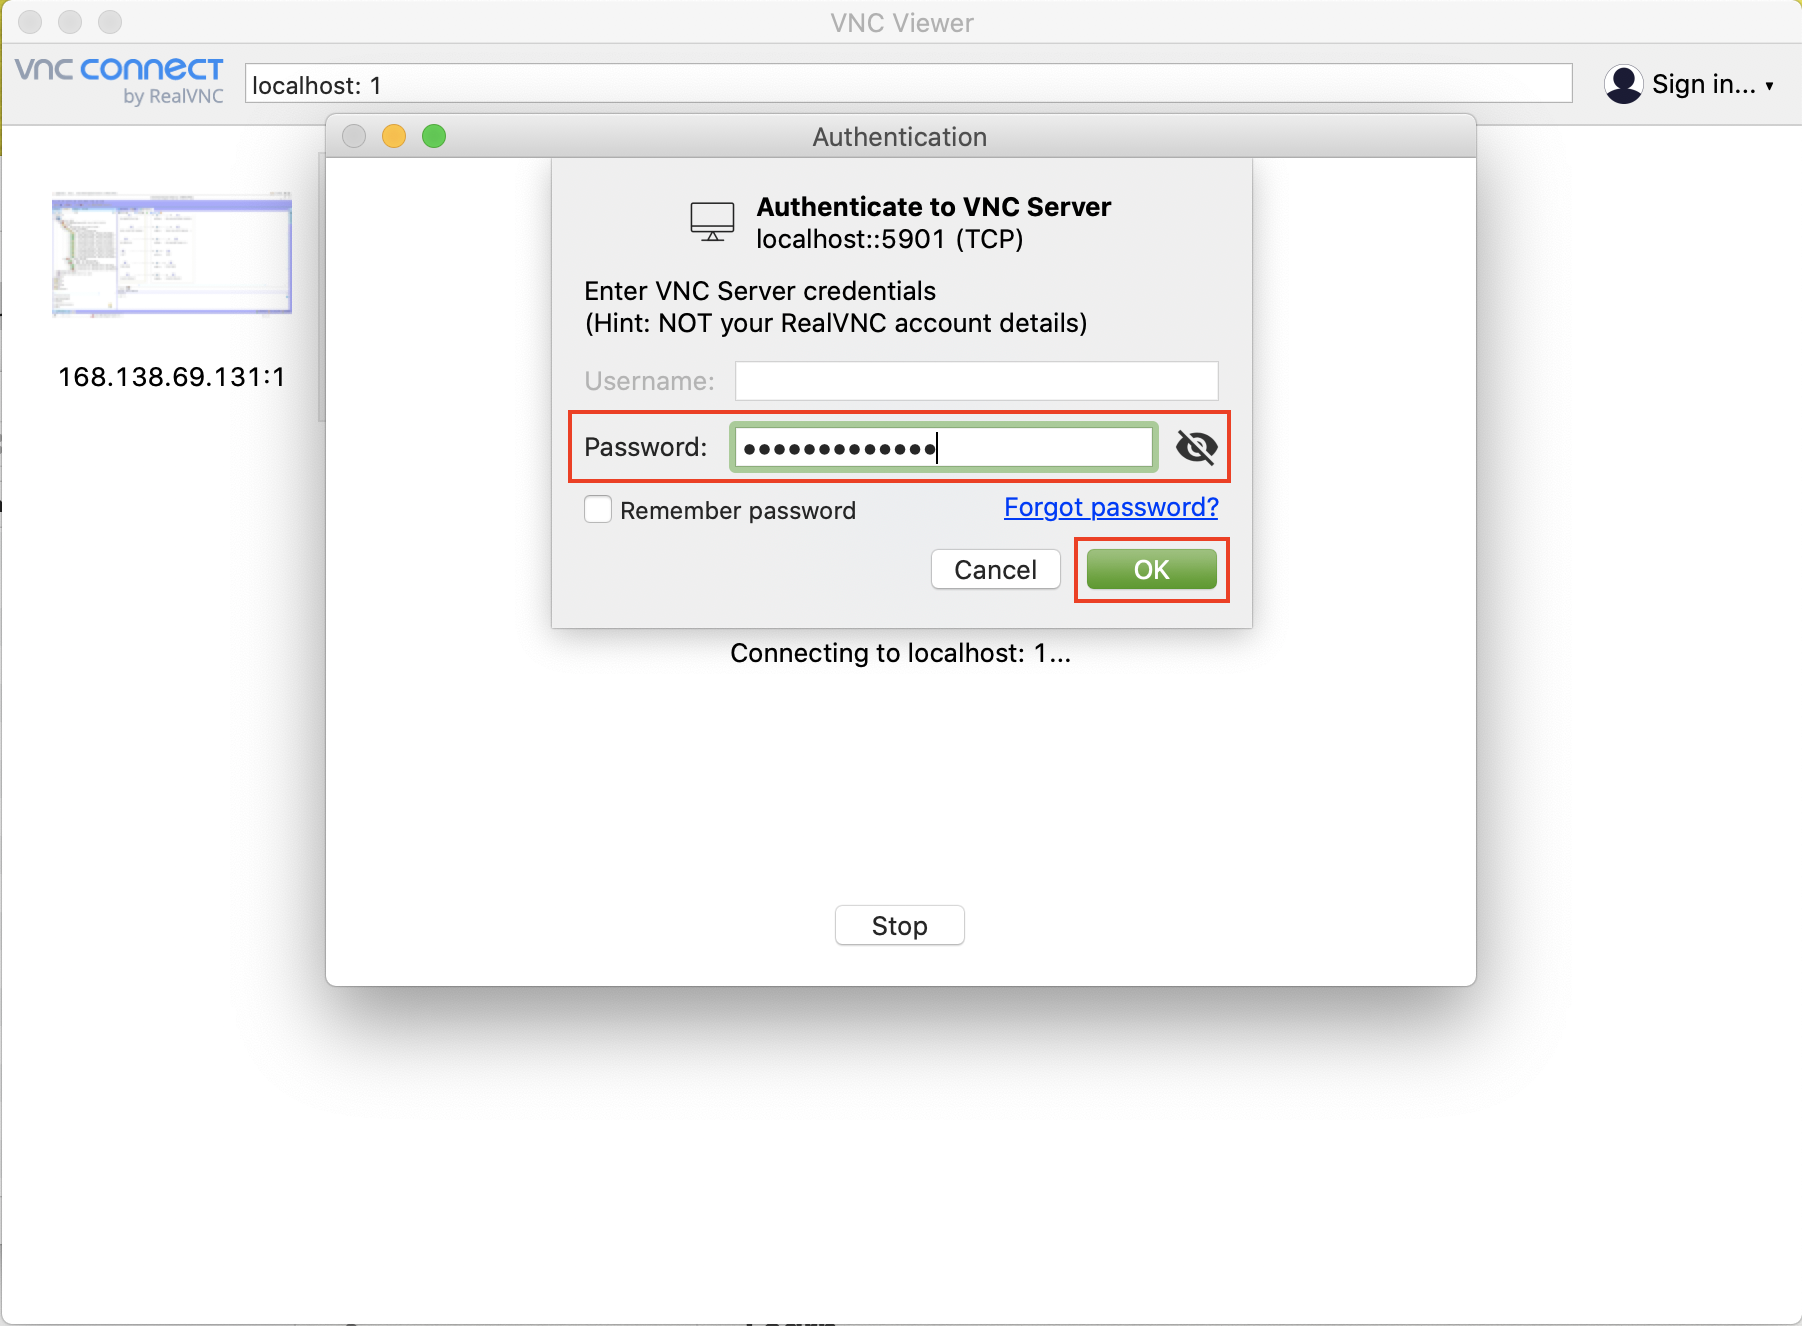 VNC Viewer
vnc connect
by RealVNC
localhost: 1
Sign in...
Authentication
Authenticate to VNC Server
localhost::5901 (TCP)
Enter VNC Server credentials
(Hint: NOT your RealVNC account details)
Username:
Password: •••••••••••••
Remember password
Forgot password?
Cancel
OK
168.138.69.131:1
Connecting to localhost: 1...
Stop